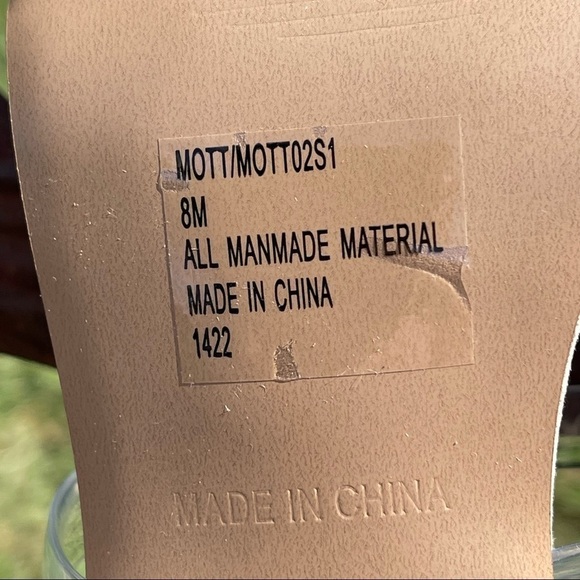 MOTT/MOTT02S1
8M
ALL MANMADE MATERIAL
MADE IN CHINA
1422
MADE IN CHINA